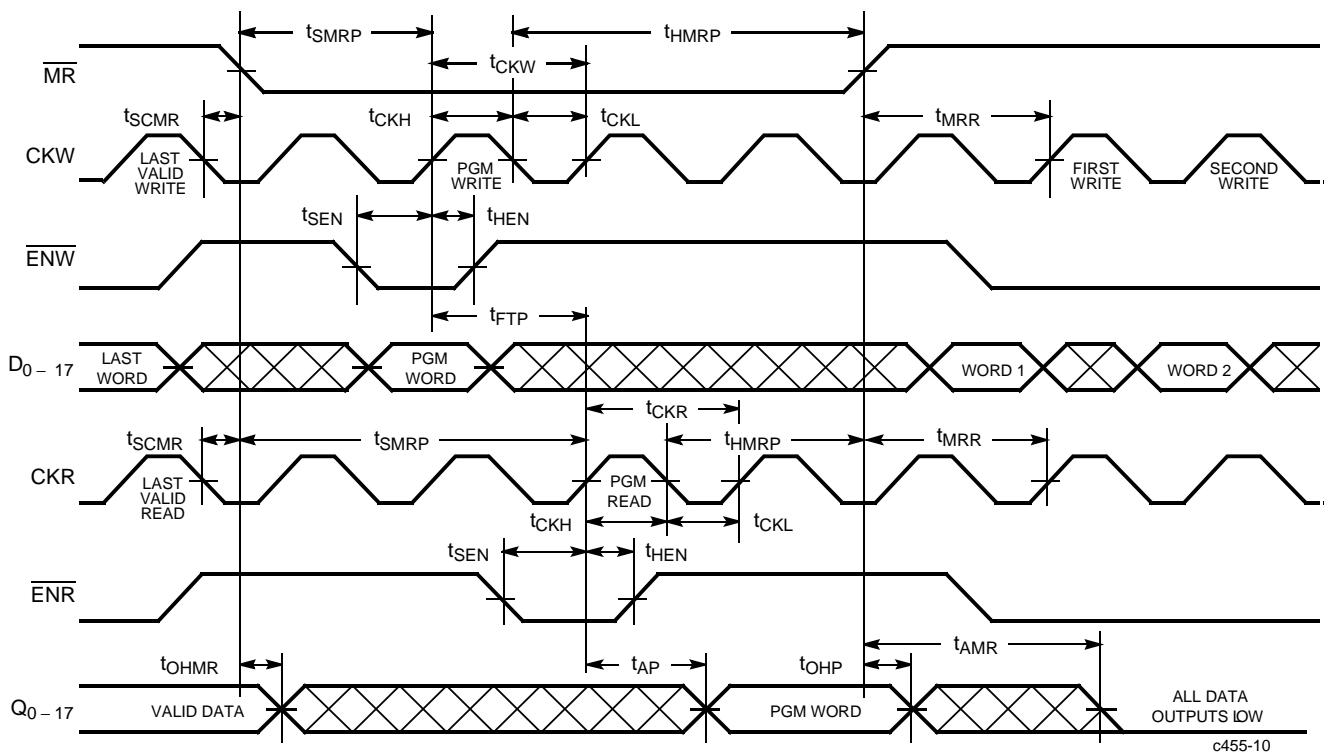 tSMRP tHMRP
MR
tCKW
tSCMR tCKH tCKL tMRR
CKW
LAST VALID WRITE
PGM WRITE
FIRST WRITE
SECOND WRITE
tSEN tHEN
ENW
tFTP
D0 – 17
LAST WORD
PGM WORD
WORD 1
WORD 2
tCKR
tSCMR tSMRP tHMRP tMRR
CKR
LAST VALID READ
PGM READ
tCKH tCKL
tSEN tHEN
ENR
tAMR
tOHMR tAP tOHP
Q0 – 17
VALID DATA
PGM WORD
ALL DATA OUTPUTS LOW
c455-10